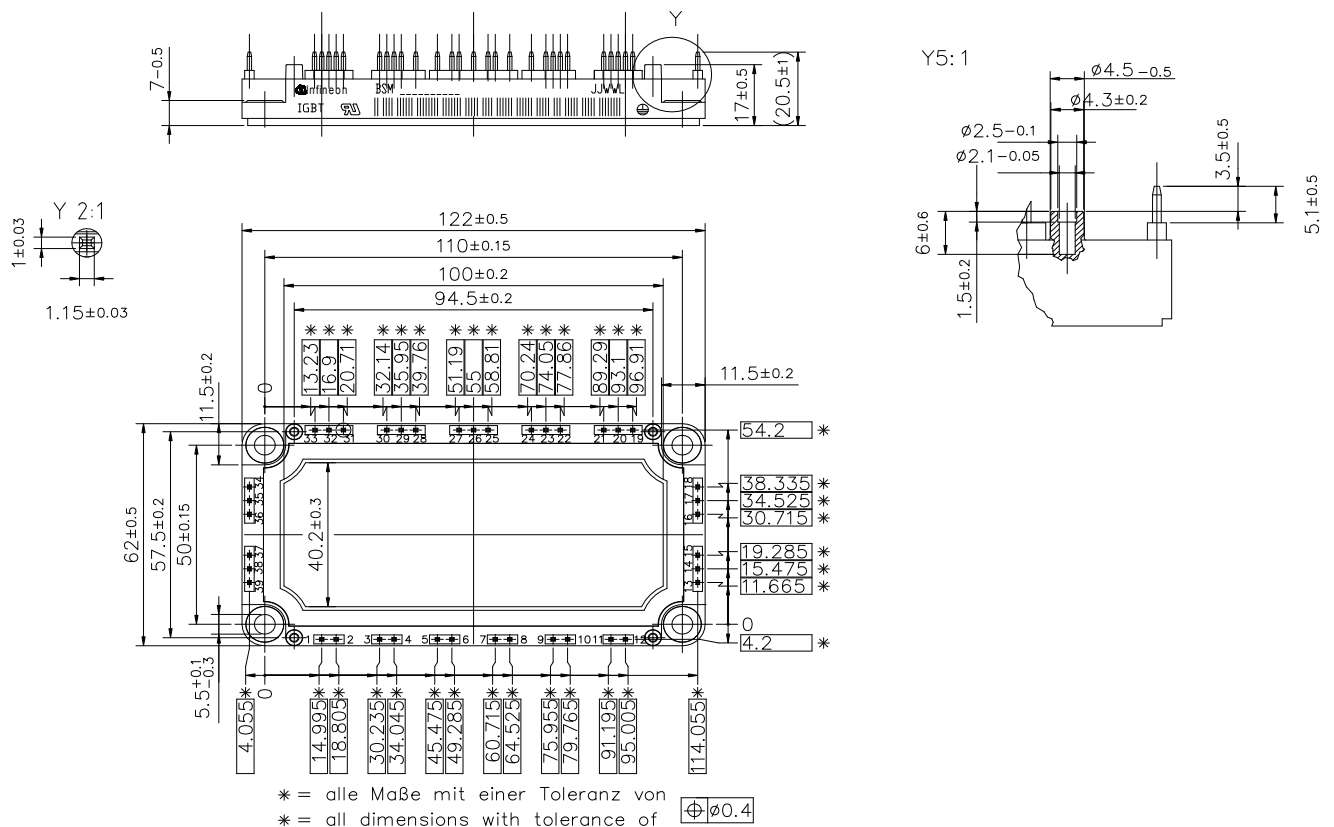 Y
7-0.5
Infineon BSM JJWWL
IGBT
17±0.5
(20.5±1)
Y5:1
ø4.5-0.5
ø4.3±0.2
ø2.5-0.1
ø2.1-0.05
3.5±0.5
5.1±0.5
6±0.6
1.5±0.2
Y 2:1
1±0.03
1.15±0.03
122±0.5
110±0.15
100±0.2
94.5±0.2
* * * * * * * * * * * * * * *
13.23 16.9 20.71 32.14 35.95 39.76 51.19 55 58.81 70.24 74.05 77.86 89.29 93.1 96.91
11.5±0.2
0
11.5±0.2
33 32 31 30 29 28 27 26 25 24 23 22 21 20 19
54.2 *
38.335 *
34.525 *
30.715 *
19.285 *
15.475 *
11.665 *
0
4.2 *
34 35 36
37 38 39
18 17 16
15 14 13
62±0.5
57.5±0.2
50±0.15
40.2±0.3
1 2 3 4 5 6 7 8 9 10 11 12
5.5+0.1-0.3
0
4.055* 14.995* 18.805* 30.235* 34.045* 45.475* 49.285* 60.715* 64.525* 75.955* 79.765* 91.195* 95.005* 114.055*
* = alle Maße mit einer Toleranz von
* = all dimensions with tolerance of
⌖ ø0.4